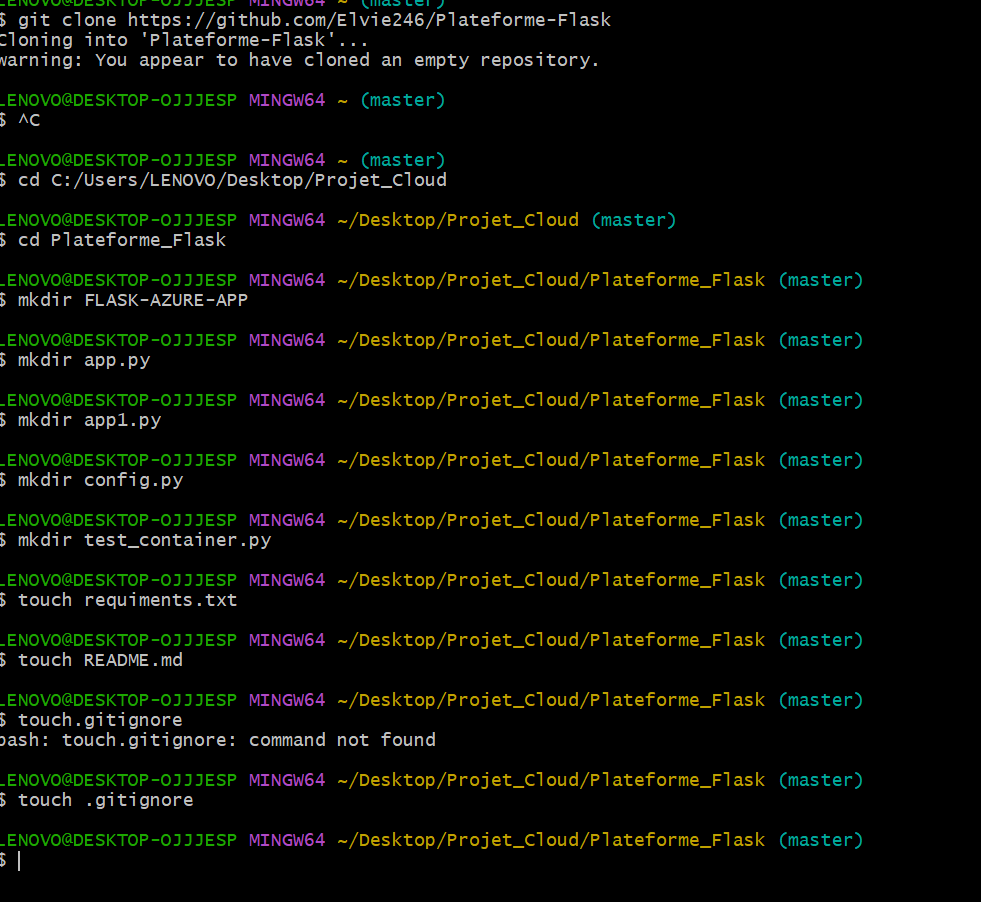 LENOVO@DESKTOP-OJJJESP MINGW64 ~ (master)
$ git clone https://github.com/Elvie246/Plateforme-Flask
Cloning into 'Plateforme-Flask'...
warning: You appear to have cloned an empty repository.
LENOVO@DESKTOP-OJJJESP MINGW64 ~ (master)
$ ^C
LENOVO@DESKTOP-OJJJESP MINGW64 ~ (master)
$ cd C:/Users/LENOVO/Desktop/Projet_Cloud
LENOVO@DESKTOP-OJJJESP MINGW64 ~/Desktop/Projet_Cloud (master)
$ cd Plateforme_Flask
LENOVO@DESKTOP-OJJJESP MINGW64 ~/Desktop/Projet_Cloud/Plateforme_Flask (master)
$ mkdir FLASK-AZURE-APP
LENOVO@DESKTOP-OJJJESP MINGW64 ~/Desktop/Projet_Cloud/Plateforme_Flask (master)
$ mkdir app.py
LENOVO@DESKTOP-OJJJESP MINGW64 ~/Desktop/Projet_Cloud/Plateforme_Flask (master)
$ mkdir app1.py
LENOVO@DESKTOP-OJJJESP MINGW64 ~/Desktop/Projet_Cloud/Plateforme_Flask (master)
$ mkdir config.py
LENOVO@DESKTOP-OJJJESP MINGW64 ~/Desktop/Projet_Cloud/Plateforme_Flask (master)
$ mkdir test_container.py
LENOVO@DESKTOP-OJJJESP MINGW64 ~/Desktop/Projet_Cloud/Plateforme_Flask (master)
$ touch requiments.txt
LENOVO@DESKTOP-OJJJESP MINGW64 ~/Desktop/Projet_Cloud/Plateforme_Flask (master)
$ touch README.md
LENOVO@DESKTOP-OJJJESP MINGW64 ~/Desktop/Projet_Cloud/Plateforme_Flask (master)
$ touch.gitignore
bash: touch.gitignore: command not found
LENOVO@DESKTOP-OJJJESP MINGW64 ~/Desktop/Projet_Cloud/Plateforme_Flask (master)
$ touch .gitignore
LENOVO@DESKTOP-OJJJESP MINGW64 ~/Desktop/Projet_Cloud/Plateforme_Flask (master)
$